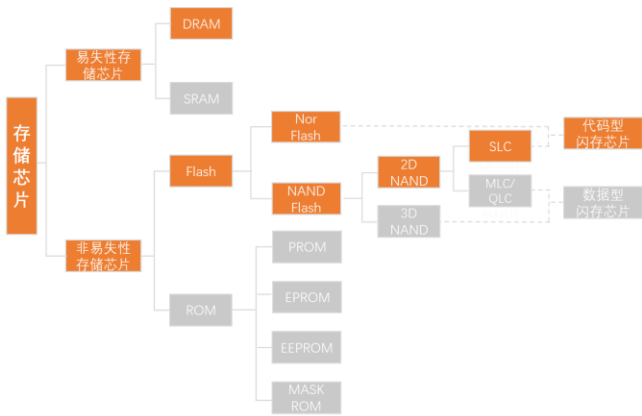 存储芯片
易失性存
储芯片
DRAM
SRAM
非易失性
存储芯片
Flash
Nor
Flash
NAND
Flash
2D
NAND
SLC
MLC/
QLC
3D
NAND
代码型
闪存芯片
数据型
闪存芯片
ROM
PROM
EPROM
EEPROM
MASK
ROM